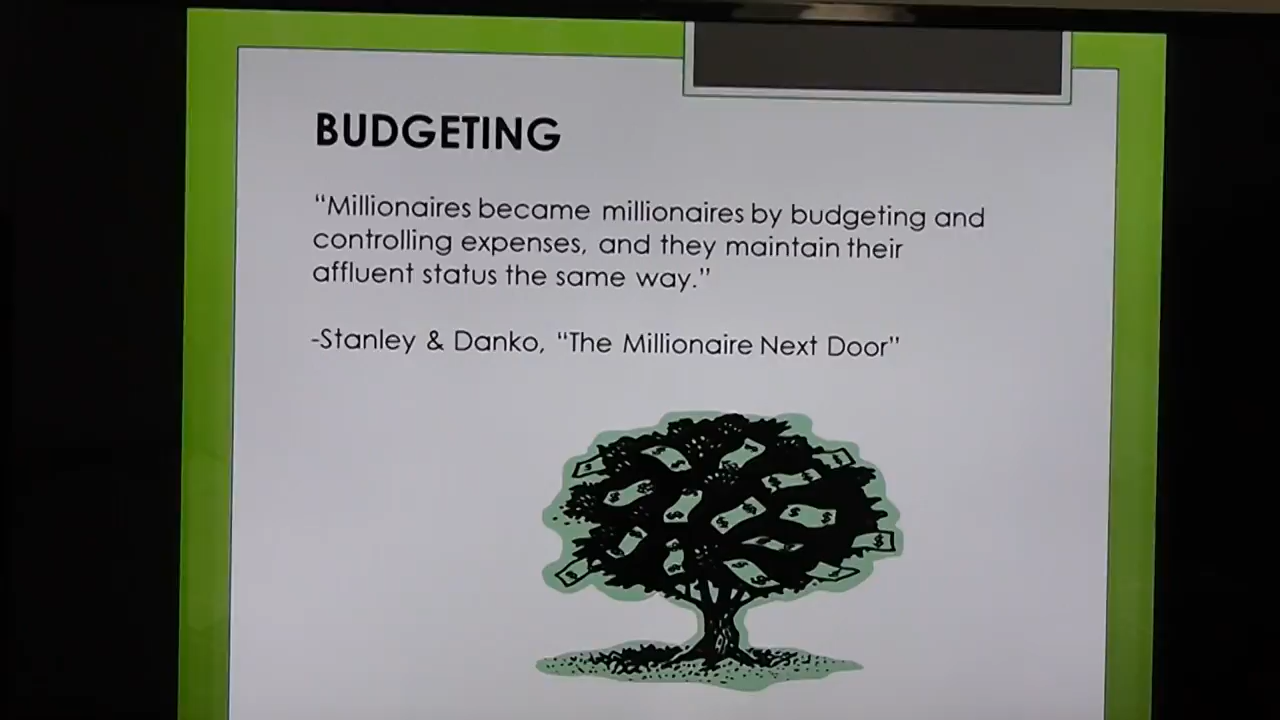 BUDGETING
“Millionaires became millionaires by budgeting and
controlling expenses, and they maintain their
affluent status the same way.”
-Stanley & Danko, “The Millionaire Next Door”